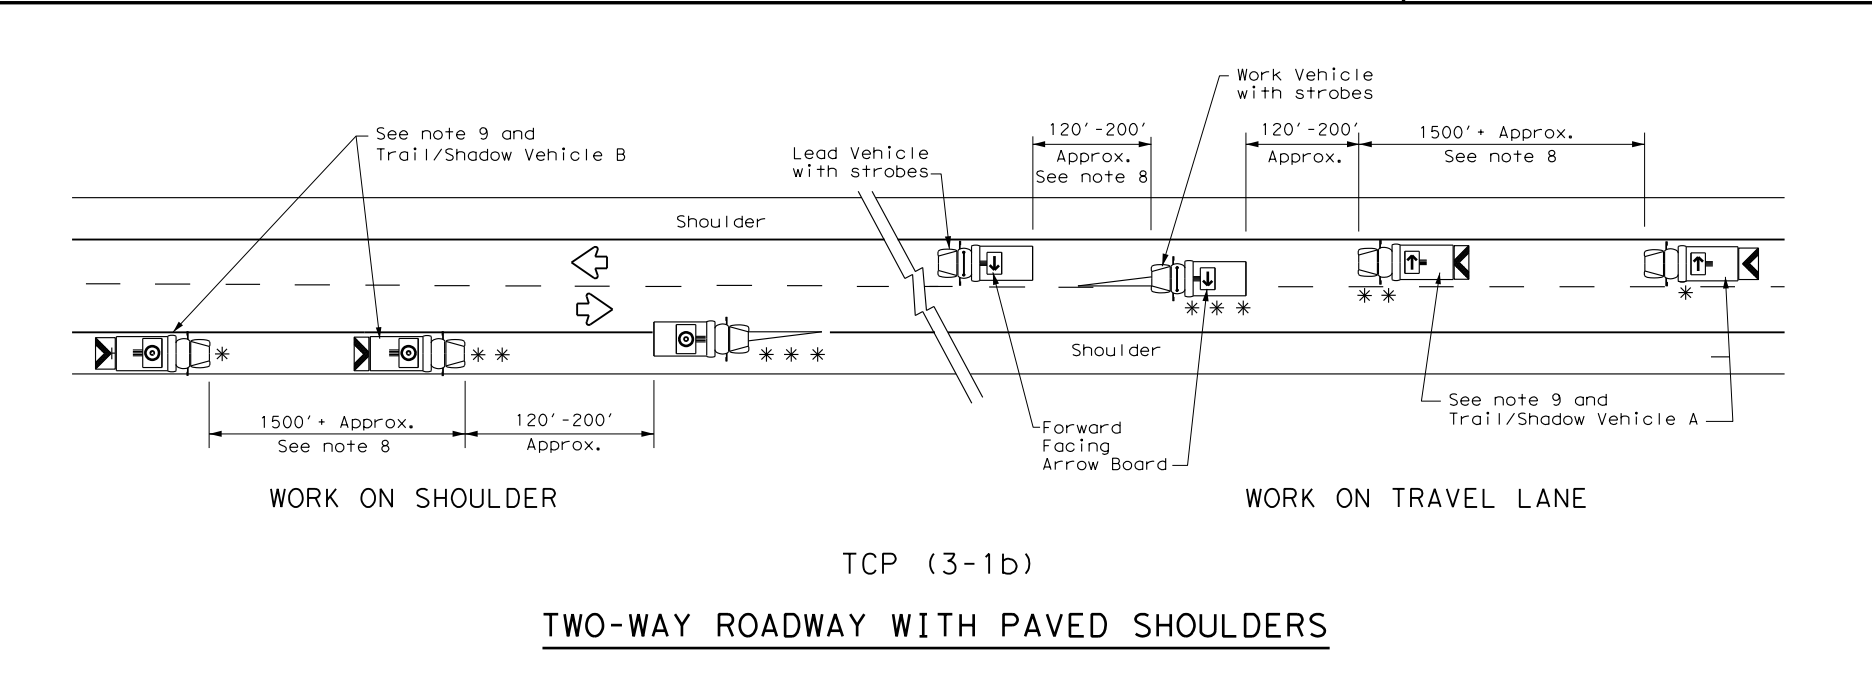 Work Vehicle
with strobes
See note 9 and
Trail/Shadow Vehicle B
Lead Vehicle
with strobes
120'-200'
Approx.
See note 8
120'-200'
Approx.
1500'+ Approx.
See note 8
Shoulder
* * *
* *
*
*
* *
* * *
Shoulder
1500'+ Approx.
See note 8
120'-200'
Approx.
Forward
Facing
Arrow Board
See note 9 and
Trail/Shadow Vehicle A
WORK ON SHOULDER
WORK ON TRAVEL LANE
TCP (3-1b)
TWO-WAY ROADWAY WITH PAVED SHOULDERS